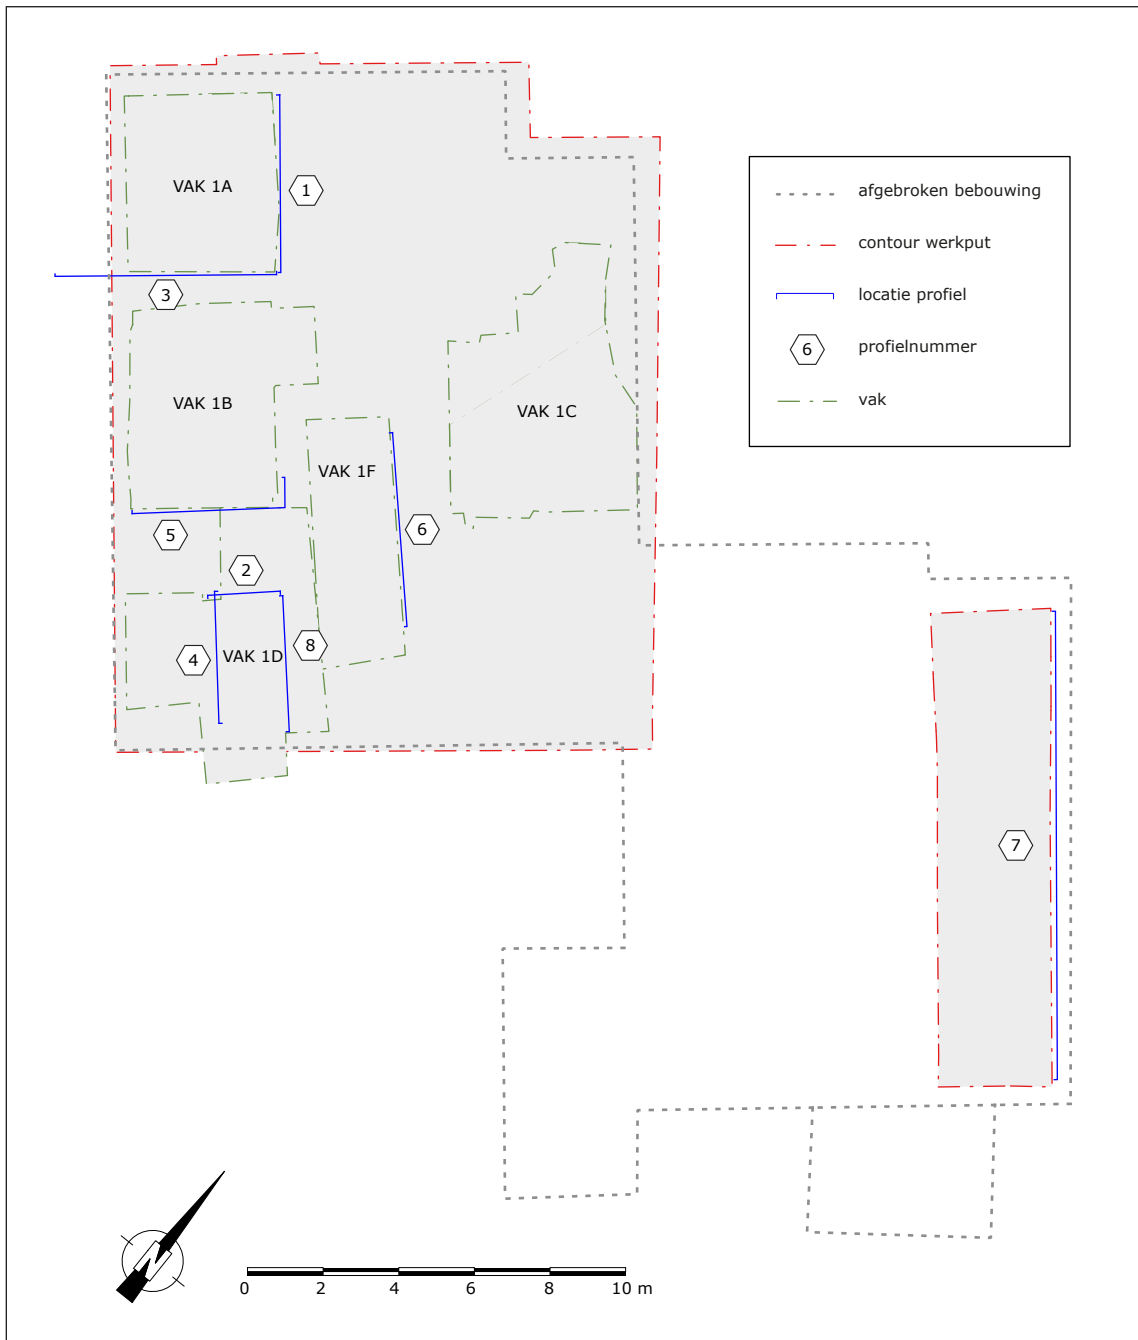 VAK 1A
1
3
VAK 1B
VAK 1C
VAK 1F
5
6
2
8
4
VAK 1D
7
afgebroken bebouwing
contour werkput
locatie profiel
6 profielnummer
vak
0 2 4 6 8 10 m